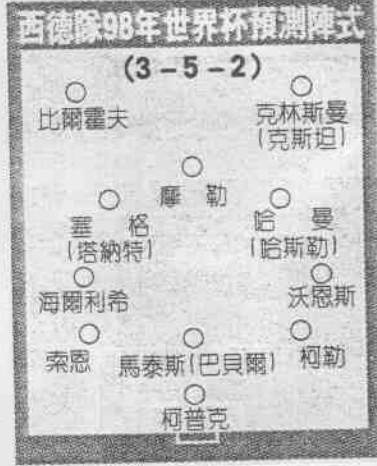 西德隊98年世界杯預測陣式
(3-5-2)
比爾霍夫 克林斯曼
(克斯坦)
摩勒
塞格 哈曼
(塔納特) (哈斯勒)
海爾利希 沃恩斯
索恩 馬泰斯(巴貝爾) 柯勒
柯普克